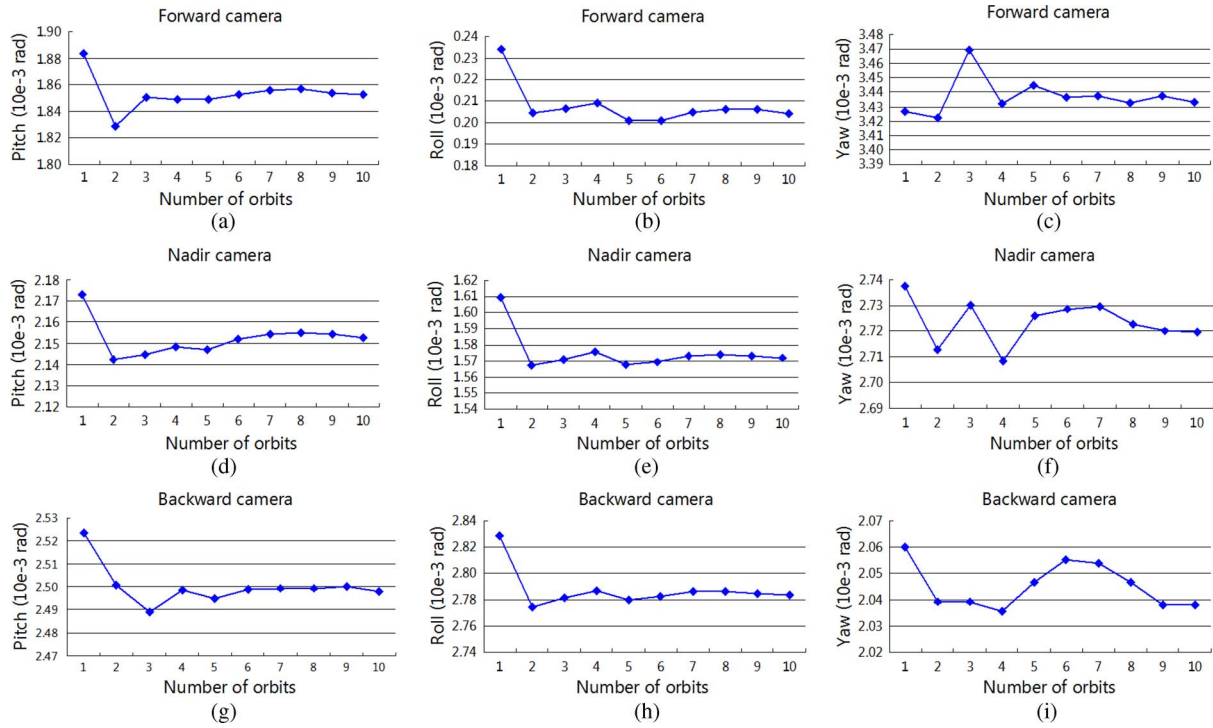 Forward camera
Pitch (10e-3 rad)
1.90
1.88
1.86
1.84
1.82
1.80
1 2 3 4 5 6 7 8 9 10
Number of orbits
(a)
Forward camera
Roll (10e-3 rad)
0.24
0.23
0.21
0.20
0.18
1 2 3 4 5 6 7 8 9 10
Number of orbits
(b)
Forward camera
Yaw (10e-3 rad)
3.48
3.47
3.45
3.44
3.43
3.42
3.41
3.40
3.39
1 2 3 4 5 6 7 8 9 10
Number of orbits
(c)
Nadir camera
Pitch (10e-3 rad)
2.18
2.17
2.16
2.15
2.14
2.13
2.12
1 2 3 4 5 6 7 8 9 10
Number of orbits
(d)
Nadir camera
Roll (10e-3 rad)
1.62
1.61
1.60
1.59
1.58
1.57
1.56
1.55
1.54
1 2 3 4 5 6 7 8 9 10
Number of orbits
(e)
Nadir camera
Yaw (10e-3 rad)
2.74
2.73
2.72
2.71
2.70
2.69
1 2 3 4 5 6 7 8 9 10
Number of orbits
(f)
Backward camera
Pitch (10e-3 rad)
2.53
2.52
2.51
2.50
2.49
2.48
2.47
1 2 3 4 5 6 7 8 9 10
Number of orbits
(g)
Backward camera
Roll (10e-3 rad)
2.84
2.82
2.80
2.78
2.76
2.74
1 2 3 4 5 6 7 8 9 10
Number of orbits
(h)
Backward camera
Yaw (10e-3 rad)
2.07
2.06
2.05
2.04
2.03
2.02
1 2 3 4 5 6 7 8 9 10
Number of orbits
(i)